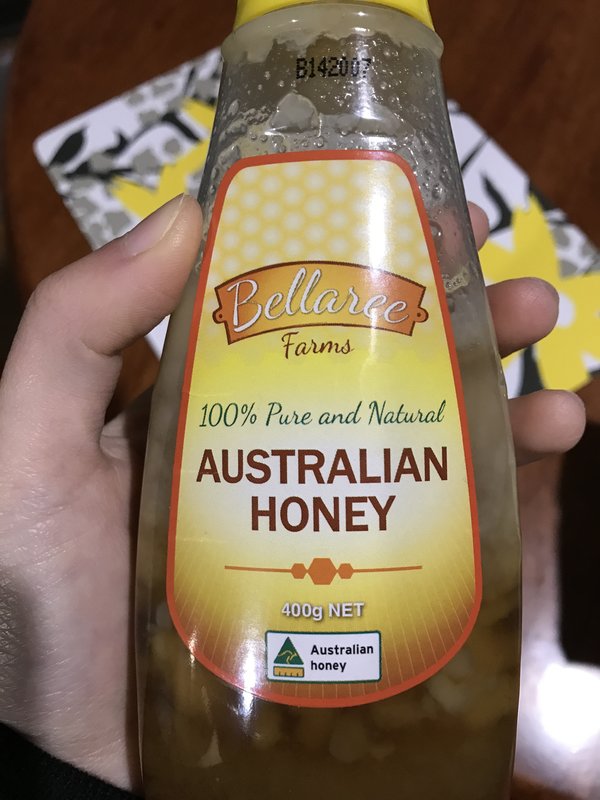 B142007
Bellaree
Farms
100% Pure and Natural
AUSTRALIAN
HONEY
400g NET
Australian
honey